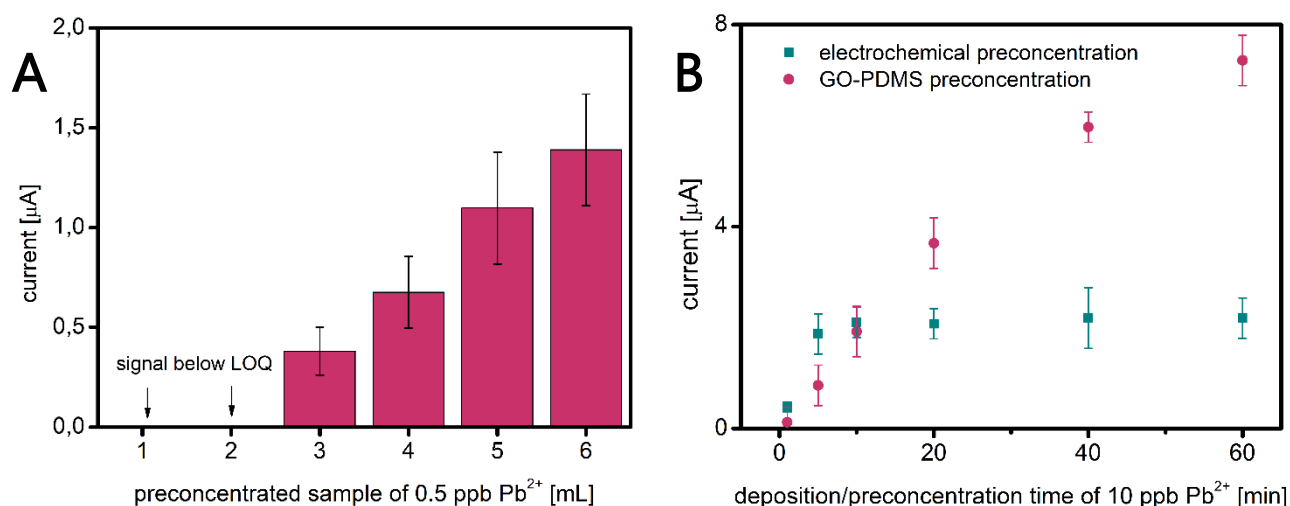 A
2,0
1,5
1,0
0,5
0,0
current [µA]
signal below LOQ
1 2 3 4 5 6
preconcentrated sample of 0.5 ppb Pb²⁺ [mL]
B
electrochemical preconcentration
GO-PDMS preconcentration
8
4
0
current [µA]
0 20 40 60
deposition/preconcentration time of 10 ppb Pb²⁺ [min]